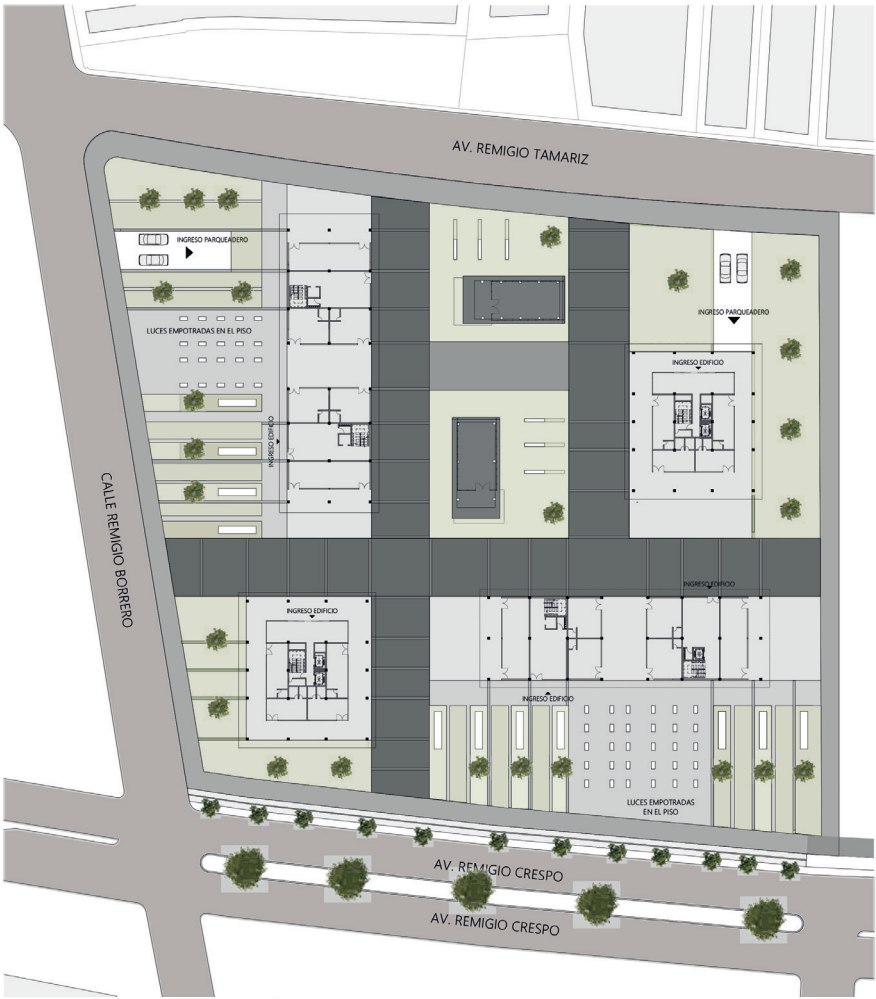 AV. REMIGIO TAMARIZ
INGRESO PARQUEADERO
INGRESO PARQUEADERO
LUCES EMPOTRADAS EN EL PISO
INGRESO EDIFICIO
INGRESO EDIFICIO
CALLE REMIGIO BORRERO
INGRESO EDIFICIO
INGRESO EDIFICIO
INGRESO EDIFICIO
LUCES EMPOTRADAS
EN EL PISO
AV. REMIGIO CRESPO
AV. REMIGIO CRESPO